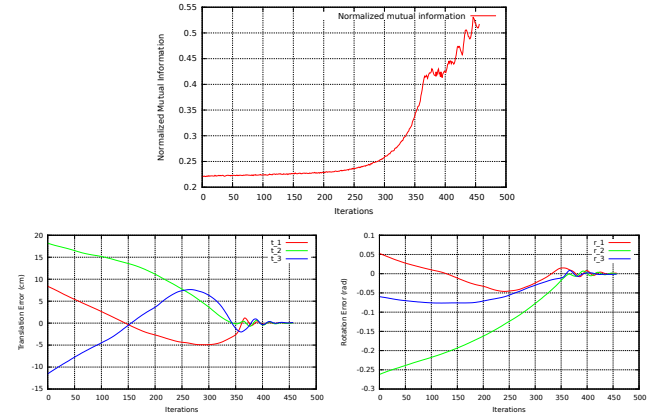 0.55
0.5
0.45
0.4
0.35
0.3
0.25
0.2
Normalized Mutual Information
Normalized mutual information
0 50 100 150 200 250 300 350 400 450 500
Iterations
20
15
10
5
0
-5
-10
-15
Translation Error (cm)
t_1
t_2
t_3
0 50 100 150 200 250 300 350 400 450 500
Iterations
0.1
0.05
0
-0.05
-0.1
-0.15
-0.2
-0.25
-0.3
Rotation Error (rad)
r_1
r_2
r_3
0 50 100 150 200 250 300 350 400 450 500
Iterations